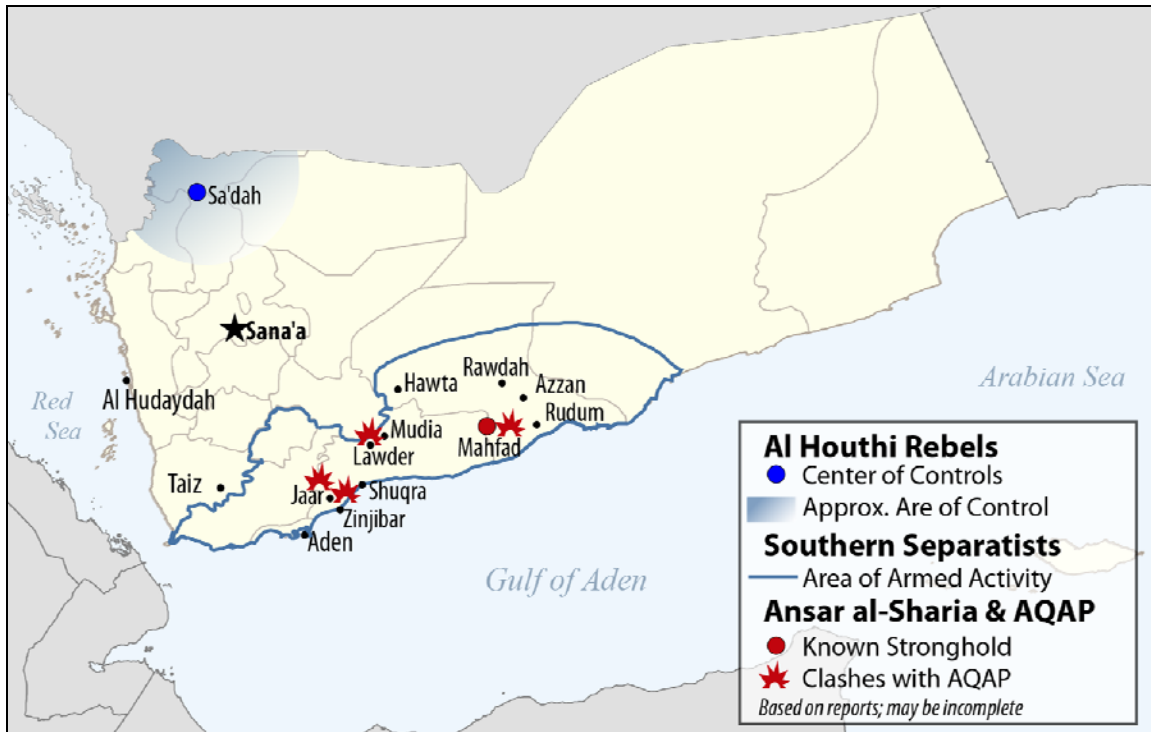 Sa'dah
Sana'a
Rawdah
Hawta
Azzan
Al Hudaydah
Red
Sea
Arabian Sea
Mudia
Rudum
Lawder
Mahfad
Taiz
Jaar
Shuqra
Zinjibar
Aden
Gulf of Aden
Al Houthi Rebels
Center of Controls
Approx. Are of Control
Southern Separatists
Area of Armed Activity
Ansar al-Sharia & AQAP
Known Stronghold
Clashes with AQAP
Based on reports; may be incomplete